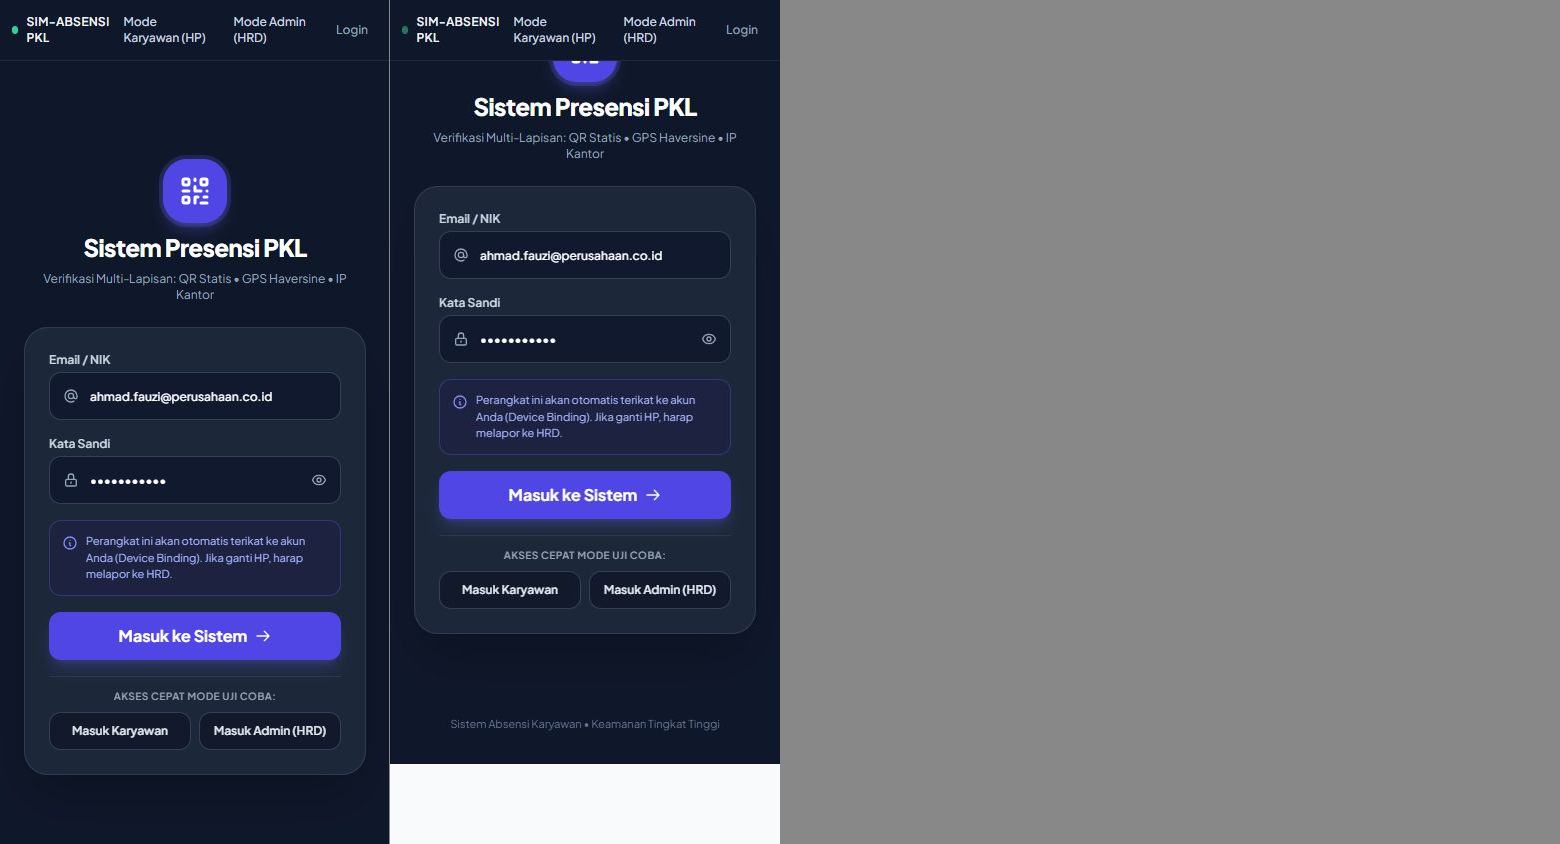 SIM-ABSENSI
PKL
Mode
Karyawan (HP)
Mode Admin
(HRD)
Login
Sistem Presensi PKL
Verifikasi Multi-Lapisan: QR Statis • GPS Haversine • IP
Kantor
Email / NIK
@ ahmad.fauzi@perusahaan.co.id
Kata Sandi
•••••••••••
Perangkat ini akan otomatis terikat ke akun
Anda (Device Binding). Jika ganti HP, harap
melapor ke HRD.
Masuk ke Sistem →
AKSES CEPAT MODE UJI COBA:
Masuk Karyawan
Masuk Admin (HRD)
SIM-ABSENSI
PKL
Mode
Karyawan (HP)
Mode Admin
(HRD)
Login
Sistem Presensi PKL
Verifikasi Multi-Lapisan: QR Statis • GPS Haversine • IP
Kantor
Email / NIK
@ ahmad.fauzi@perusahaan.co.id
Kata Sandi
•••••••••••
Perangkat ini akan otomatis terikat ke akun
Anda (Device Binding). Jika ganti HP, harap
melapor ke HRD.
Masuk ke Sistem →
AKSES CEPAT MODE UJI COBA:
Masuk Karyawan
Masuk Admin (HRD)
Sistem Absensi Karyawan • Keamanan Tingkat Tinggi